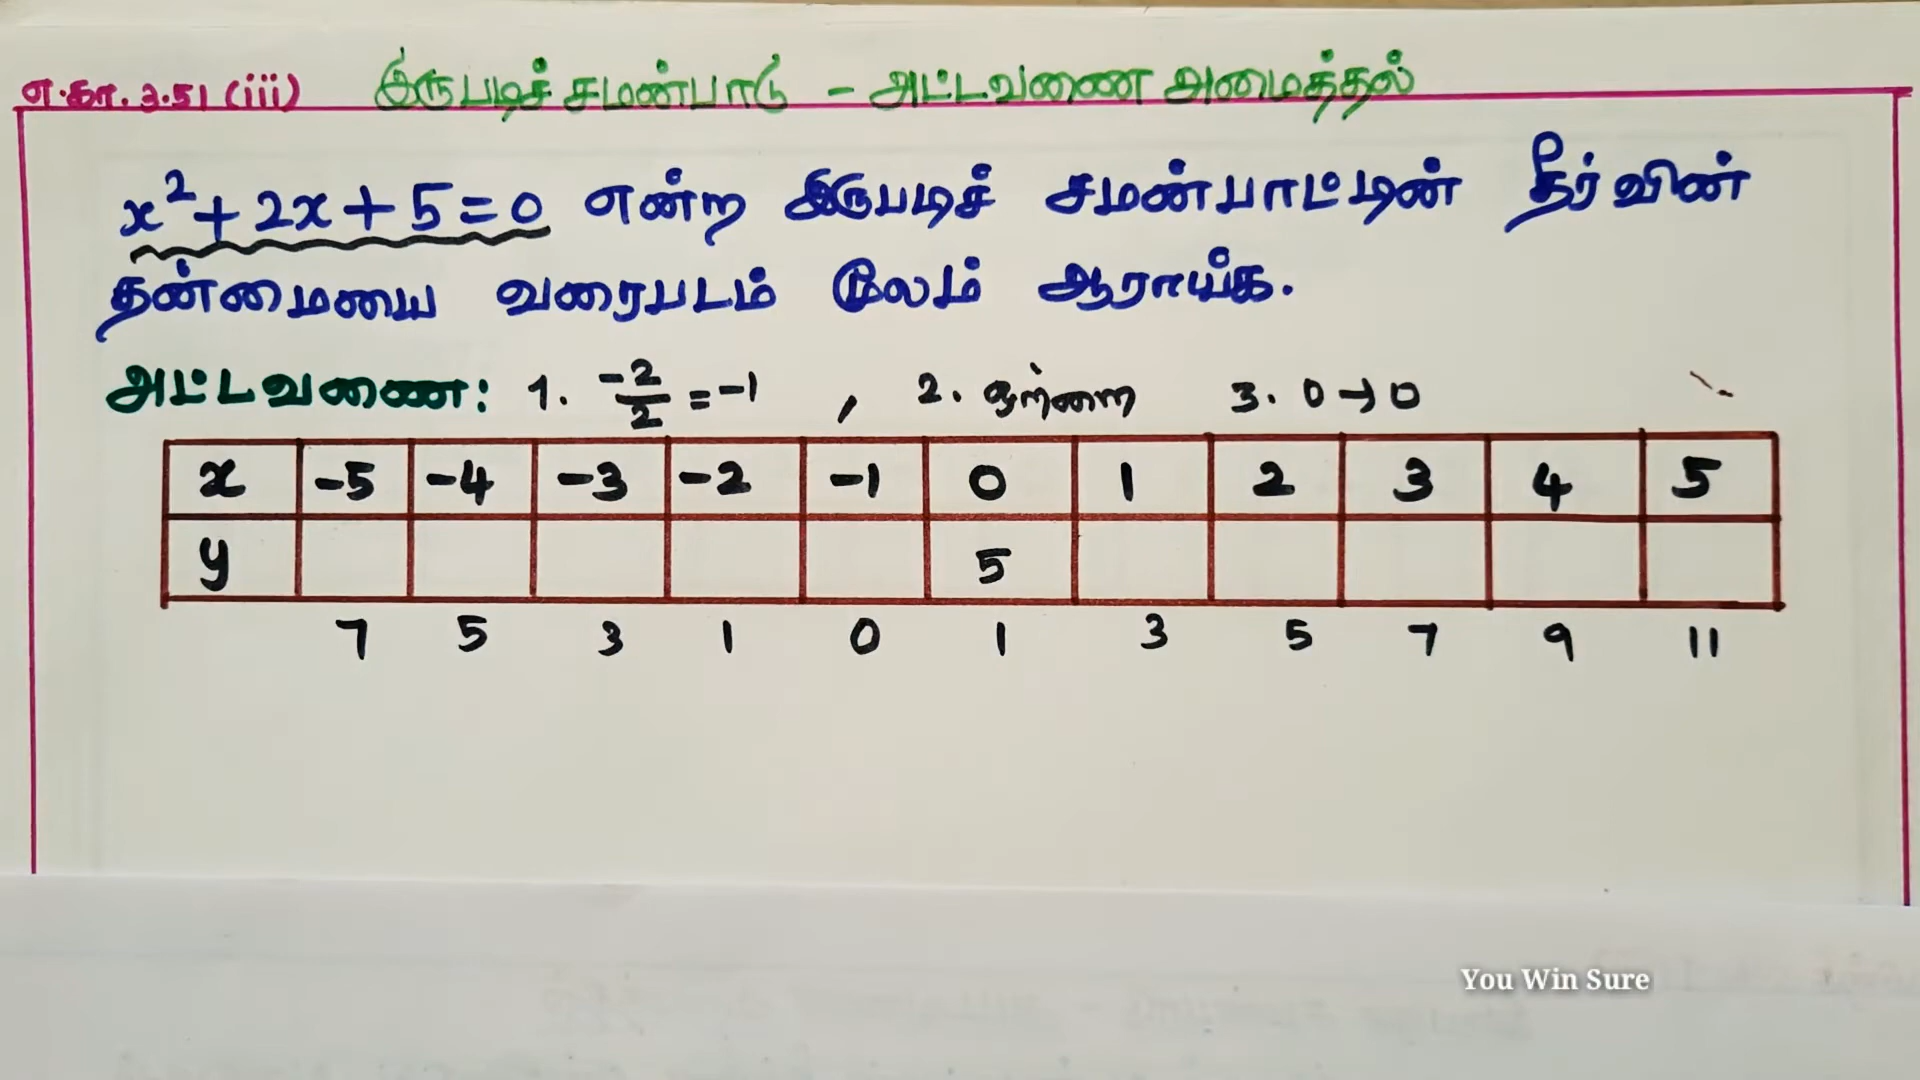 எ.கா. 3.51 (iii) இருபடிச் சமன்பாடு - அட்டவணை அமைத்தல்
x² + 2x + 5 = 0 என்ற இருபடிச் சமன்பாட்டின் தீர்வின்
தன்மையை வரைபடம் மூலம் ஆராய்க.
அட்டவணை: 1. -2/2 = -1 , 2. ஒற்றை 3. 0 → 0
x -5 -4 -3 -2 -1 0 1 2 3 4 5
y 5
7 5 3 1 0 1 3 5 7 9 11
You Win Sure